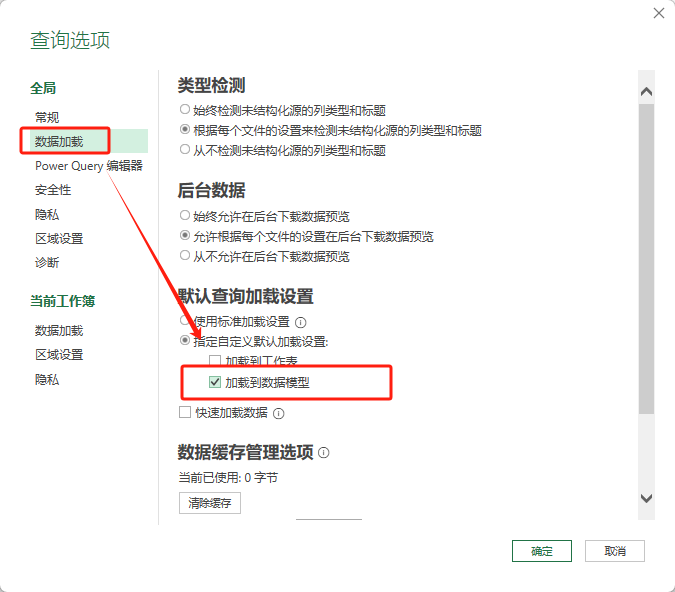 查询选项
全局
常规
数据加载
Power Query 编辑器
安全性
隐私
区域设置
诊断
当前工作簿
数据加载
区域设置
隐私
类型检测
始终检测未结构化源的列类型和标题
根据每个文件的设置来检测未结构化源的列类型和标题
从不检测未结构化源的列类型和标题
后台数据
始终允许在后台下载数据预览
允许根据每个文件的设置在后台下载数据预览
从不允许在后台下载数据预览
默认查询加载设置
使用标准加载设置
指定自定义默认加载设置:
加载到工作表
加载到数据模型
快速加载数据
数据缓存管理选项
当前已使用: 0 字节
清除缓存
确定
取消